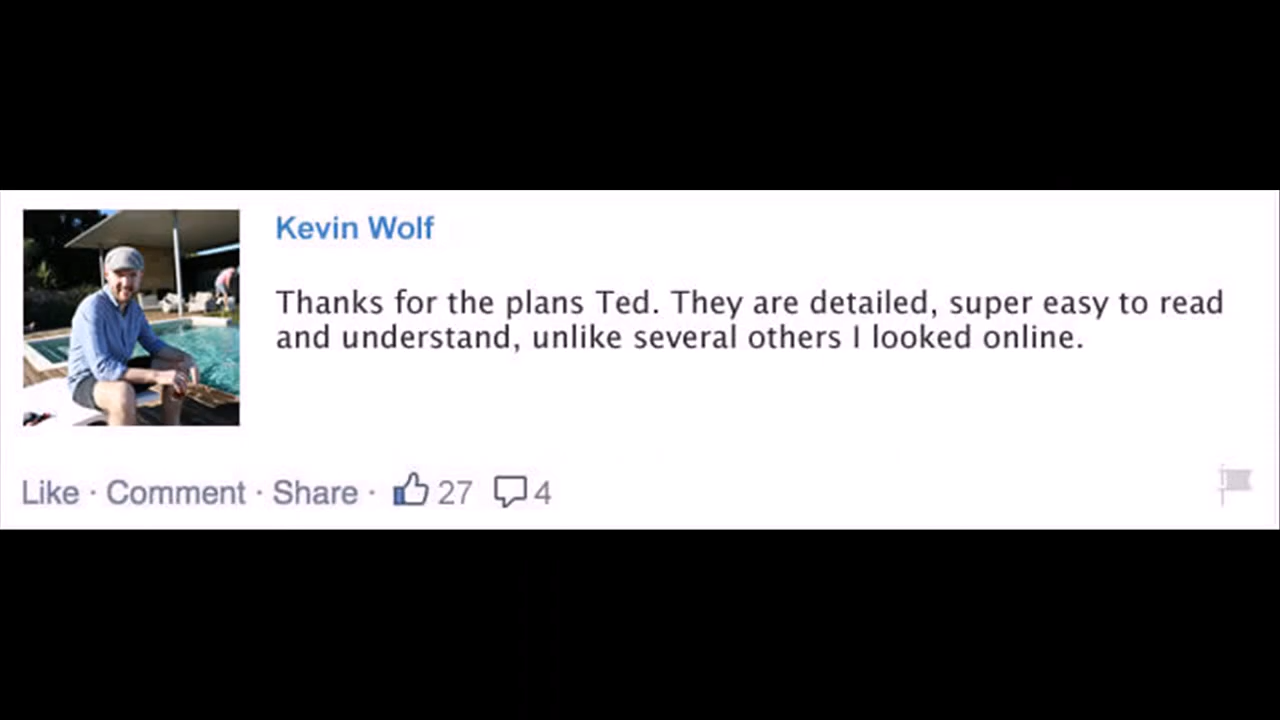 Kevin Wolf
Thanks for the plans Ted. They are detailed, super easy to read
and understand, unlike several others I looked online.
Like · Comment · Share · 27 4